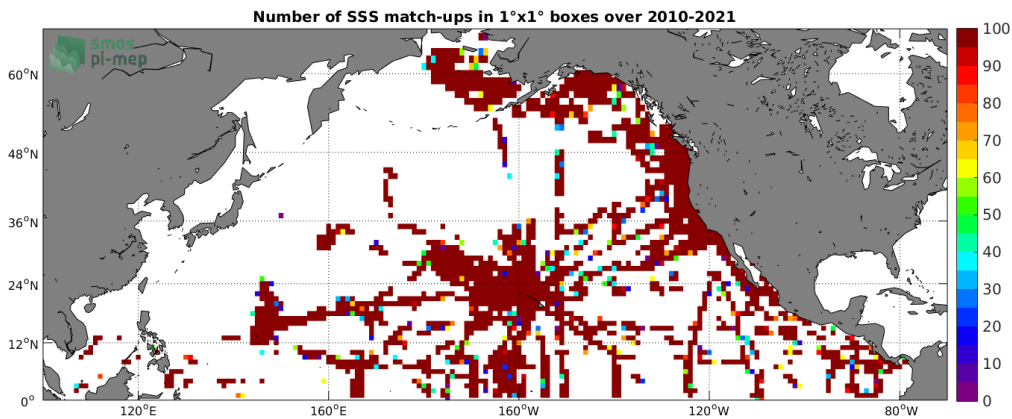 Number of SSS match-ups in 1°x1° boxes over 2010-2021
smos
pi-mep
60°N
48°N
36°N
24°N
12°N
0°
120°E
160°E
160°W
120°W
80°W
100
90
80
70
60
50
40
30
20
10
0